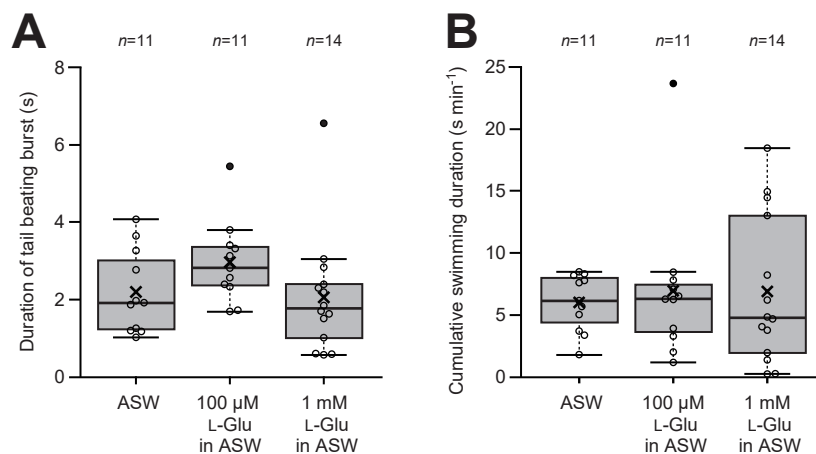 A
n=11 n=11 n=14
Duration of tail beating burst (s)
8
6
4
2
0
ASW
100 μM
L-Glu
in ASW
1 mM
L-Glu
in ASW
B
n=11 n=11 n=14
Cumulative swimming duration (s min⁻¹)
25
20
15
10
5
0
ASW
100 μM
L-Glu
in ASW
1 mM
L-Glu
in ASW